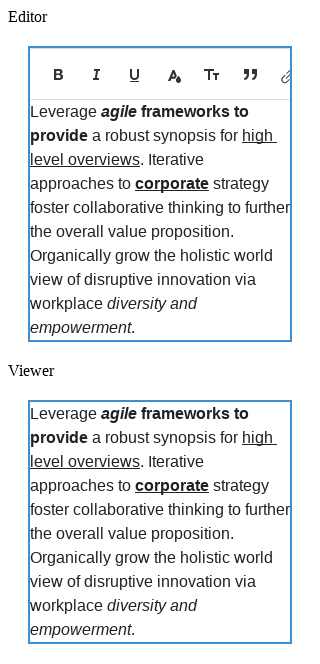 Editor
B I U A Tт ”
Leverage agile frameworks to
provide a robust synopsis for high
level overviews. Iterative
approaches to corporate strategy
foster collaborative thinking to further
the overall value proposition.
Organically grow the holistic world
view of disruptive innovation via
workplace diversity and
empowerment.
Viewer
Leverage agile frameworks to
provide a robust synopsis for high
level overviews. Iterative
approaches to corporate strategy
foster collaborative thinking to further
the overall value proposition.
Organically grow the holistic world
view of disruptive innovation via
workplace diversity and
empowerment.